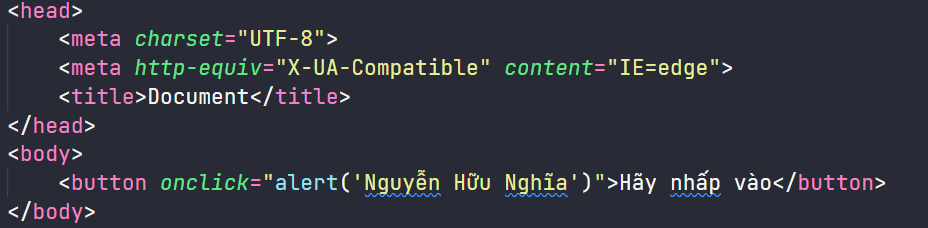 <head>
<meta charset="UTF-8">
<meta http-equiv="X-UA-Compatible" content="IE=edge">
<title>Document</title>
</head>
<body>
<button onclick="alert('Nguyễn Hữu Nghĩa')">Hãy nhấp vào</button>
</body>